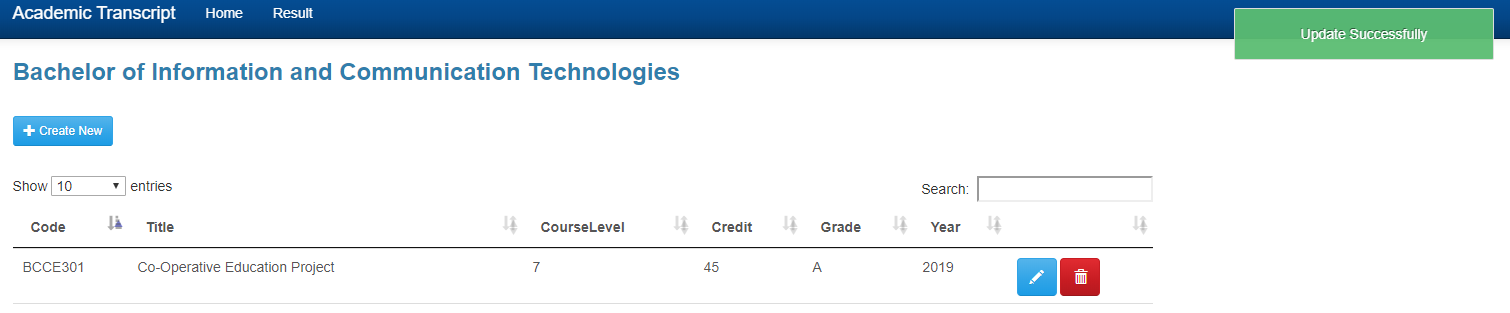 Academic Transcript Home Result
Update Successfully
Bachelor of Information and Communication Technologies
Create New
Show 10 entries
Search:
Code Title CourseLevel Credit Grade Year
BCCE301 Co-Operative Education Project 7 45 A 2019